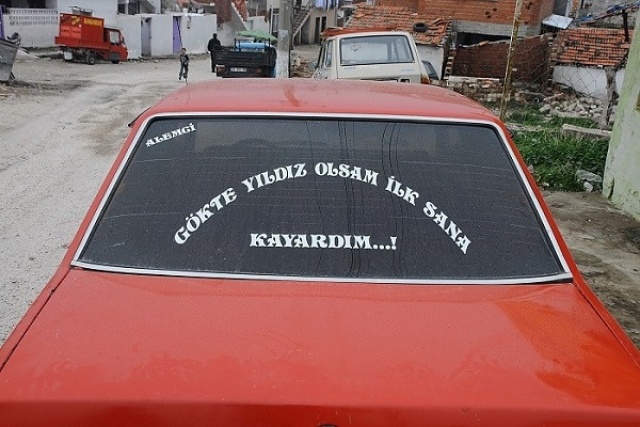 ALEMCİ
GÖKTE YILDIZ OLSAM İLK SANA
KAYARDIM...!